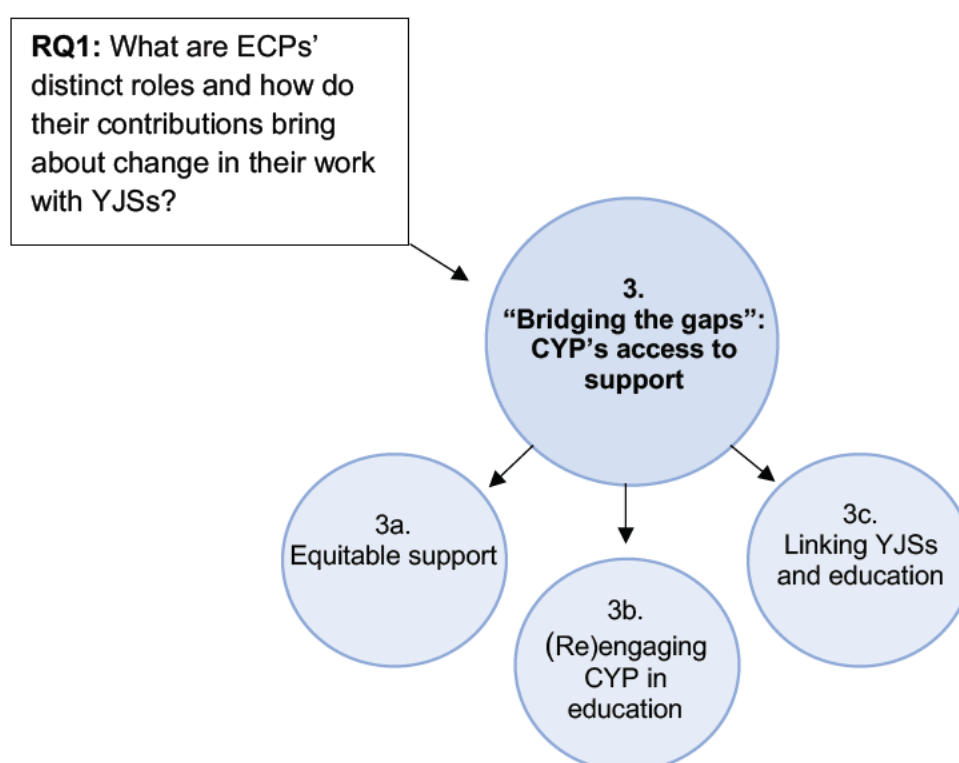 RQ1: What are ECPs’
distinct roles and how do
their contributions bring
about change in their work
with YJSs?
3.
“Bridging the gaps”:
CYP’s access to
support
3a.
Equitable support
3b.
(Re)engaging
CYP in
education
3c.
Linking YJSs
and education